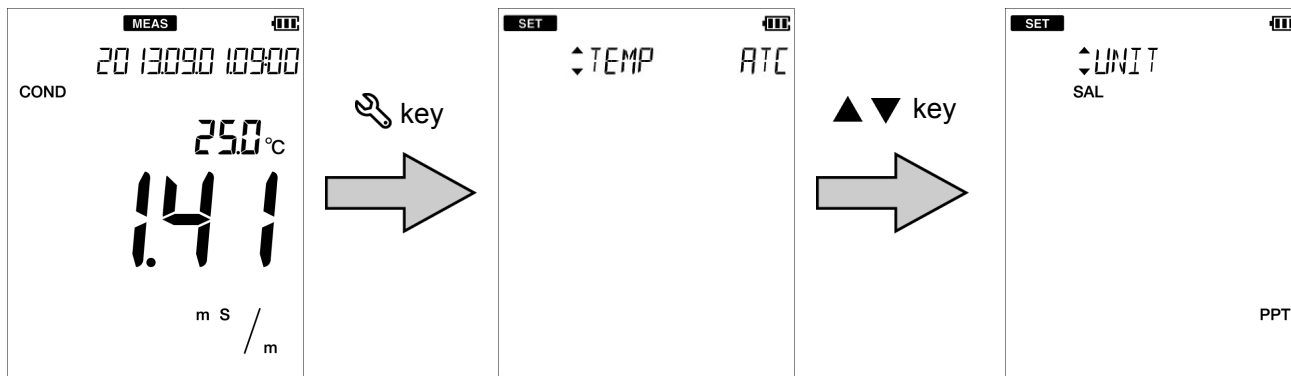 MEAS
2013.09.01.09:00
COND
25.0 °C
1.41
m S / m
key
SET
TEMP ATC
▲ ▼ key
SET
UNIT
SAL
PPT